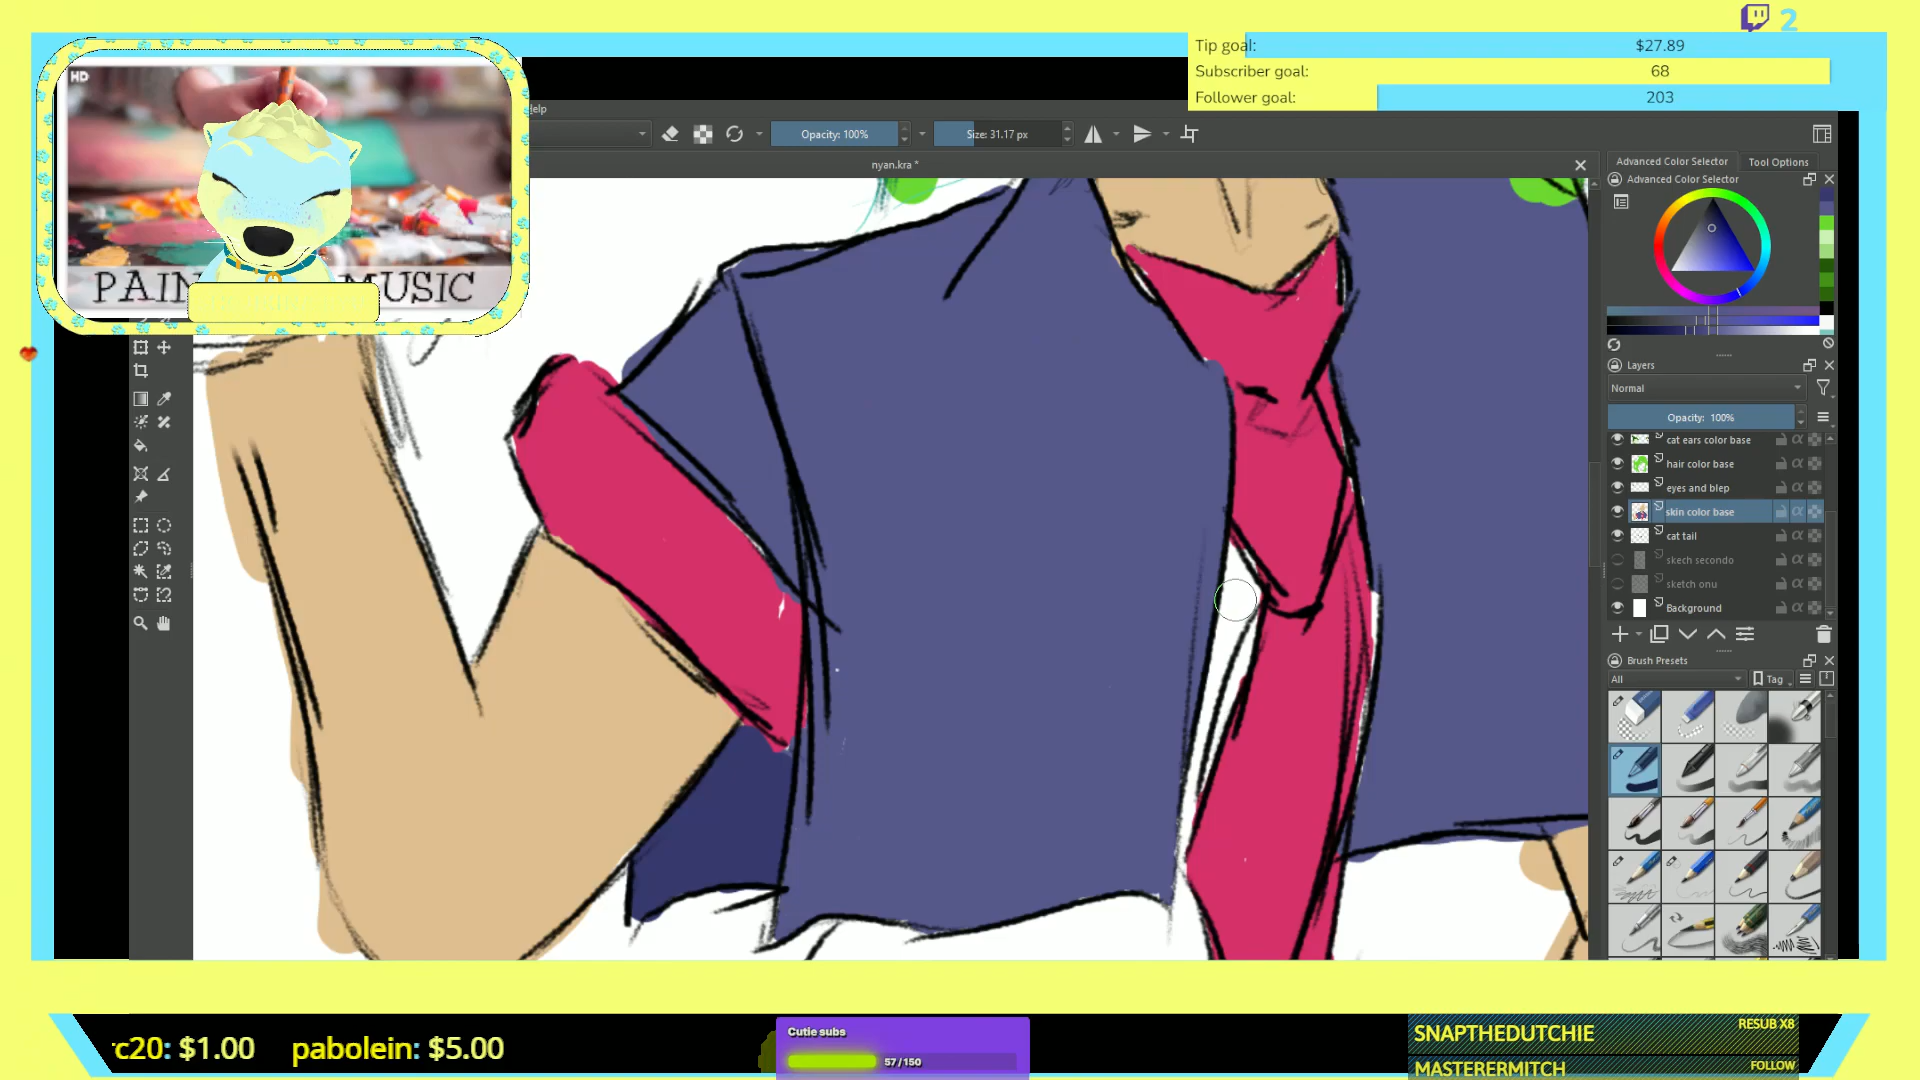 2
Tip goal: $27.89
Subscriber goal: 68
Follower goal: 203
HD
elp
Opacity: 100%
Size: 31.17 px
nyan.kra *
Advanced Color Selector
Tool Options
Advanced Color Selector
Layers
Normal
Opacity: 100%
cat ears color base
hair color base
eyes and blep
skin color base
cat tail
skech secondo
sketch onu
Background
Brush Presets
All
Tag
PAIN
MUSIC
c20: $1.00 pabolein: $5.00
Cutie subs
57/150
SNAPTHEDUTCHIE RESUB X8
MASTERERMITCH FOLLOW